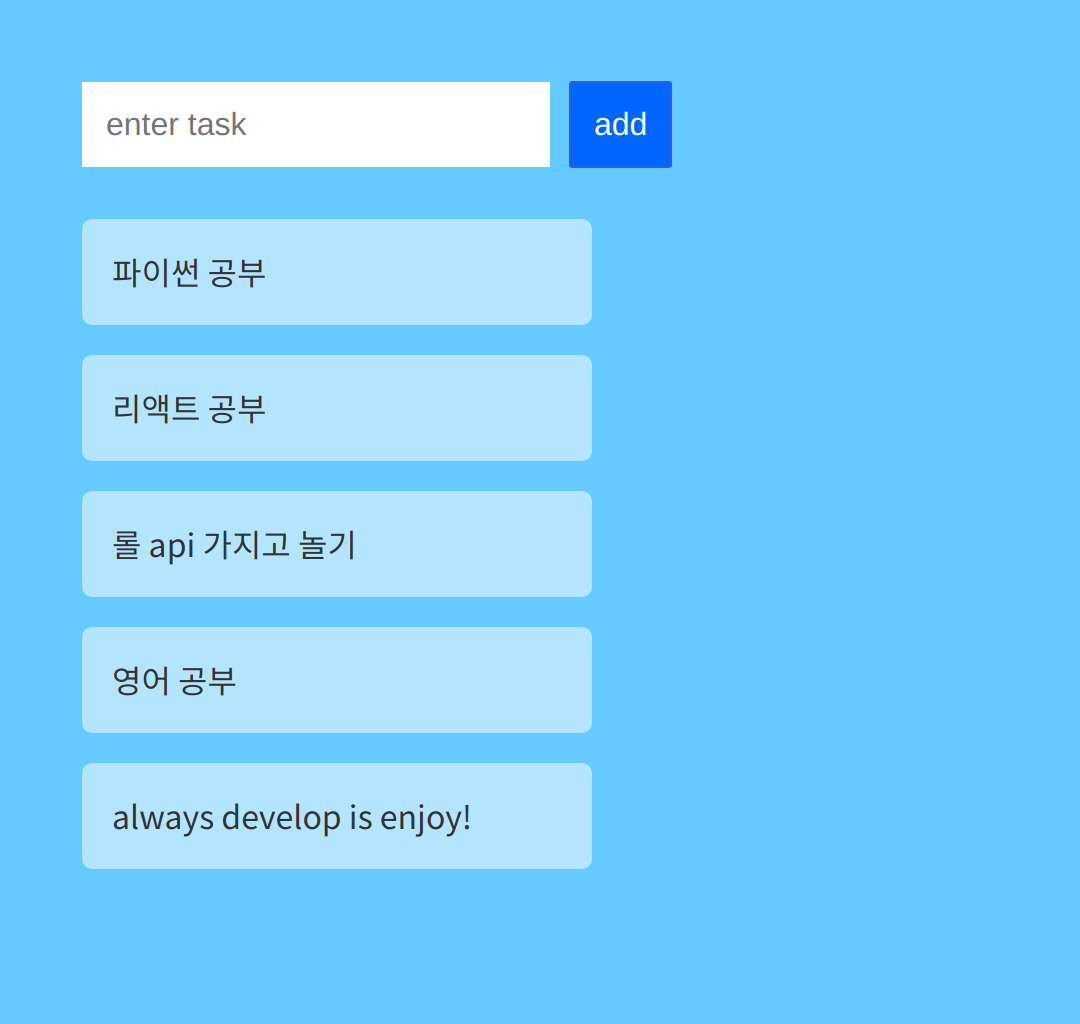 enter task
add
파이썬 공부
리액트 공부
롤 api 가지고 놀기
영어 공부
always develop is enjoy!